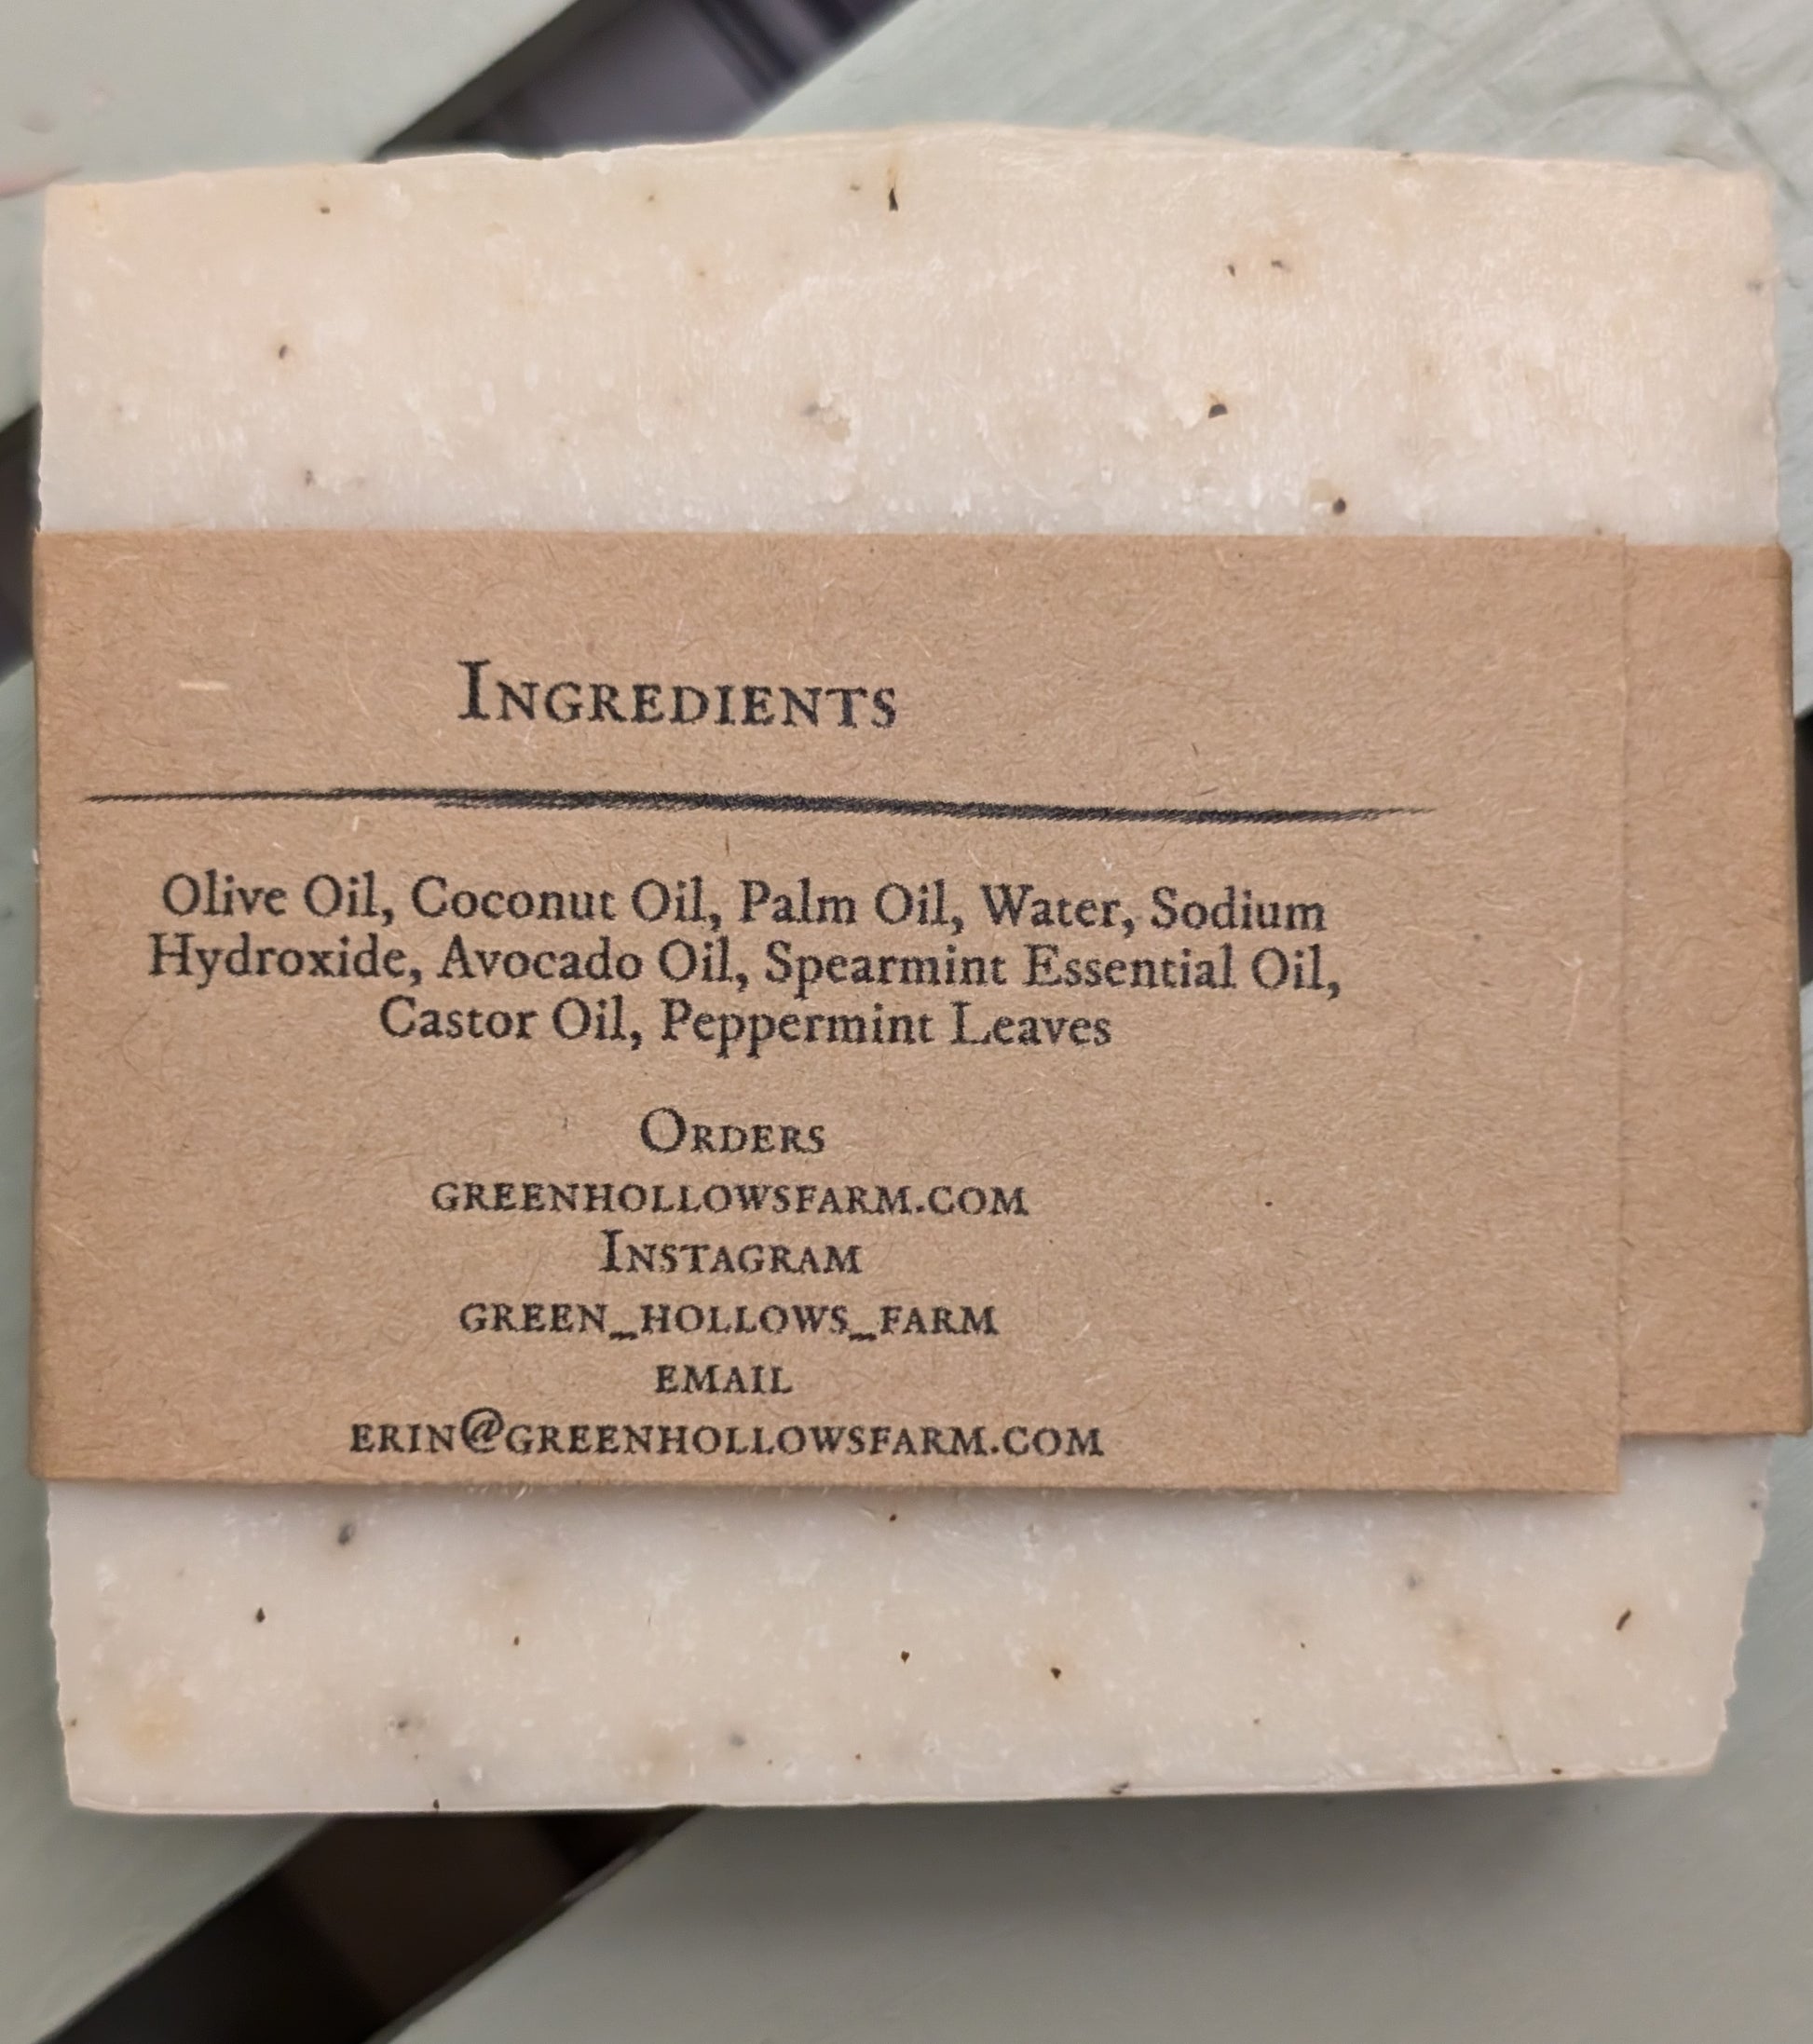 Ingredients
Olive Oil, Coconut Oil, Palm Oil, Water, Sodium
Hydroxide, Avocado Oil, Spearmint Essential Oil,
Castor Oil, Peppermint Leaves
Orders
greenhollowsfarm.com
Instagram
green_hollows_farm
email
erin@greenhollowsfarm.com